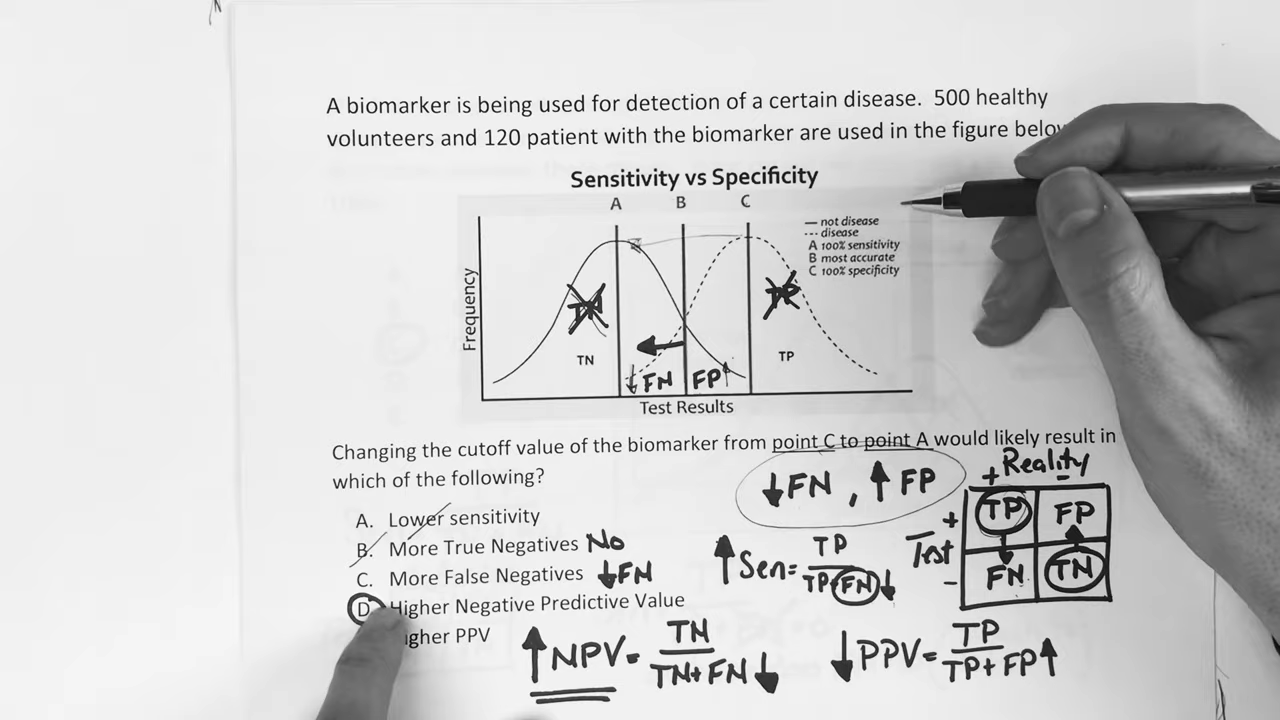 A biomarker is being used for detection of a certain disease. 500 healthy
volunteers and 120 patient with the biomarker are used in the figure
Sensitivity vs Specificity
A B C
— not disease
--- disease
A 100% sensitivity
B most accurate
C 100% specificity
Frequency
TN
TP
↓FN FP↑
Test Results
Changing the cutoff value of the biomarker from point C to point A would likely result in
which of the following?
↓FN, ↑FP
A. Lower sensitivity
B. More True Negatives No
C. More False Negatives ↓FN
D. Higher Negative Predictive Value
PPV
↑Sen= TP
TP+FN↓
+ Reality -
Test
+ TP FP
- FN TN
↑NPV= TN
TN+FN↓
↓PPV= TP
TP+FP↑